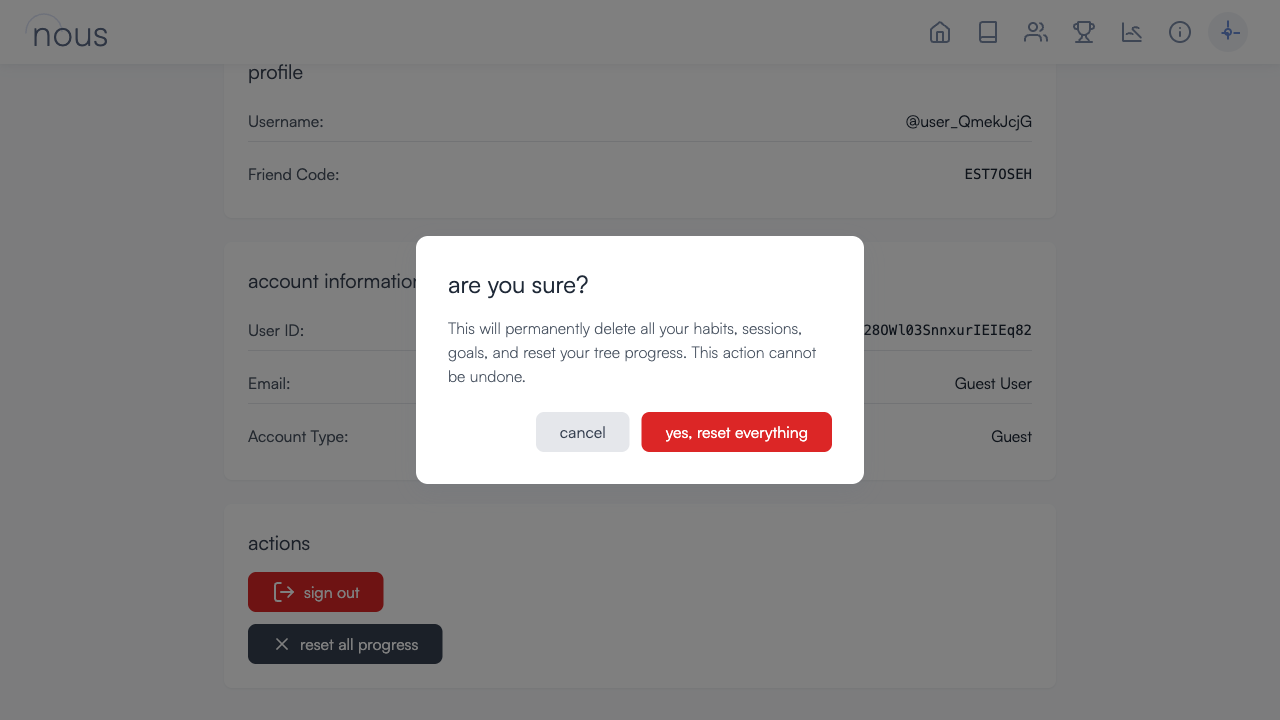 nous
profile
Username: @user_QmekJcjG
Friend Code: EST7OSEH
account information
User ID: 28OWl03SnnxurIEIEq82
Email: Guest User
Account Type: Guest
are you sure?
This will permanently delete all your habits, sessions,
goals, and reset your tree progress. This action cannot
be undone.
cancel yes, reset everything
actions
sign out
reset all progress